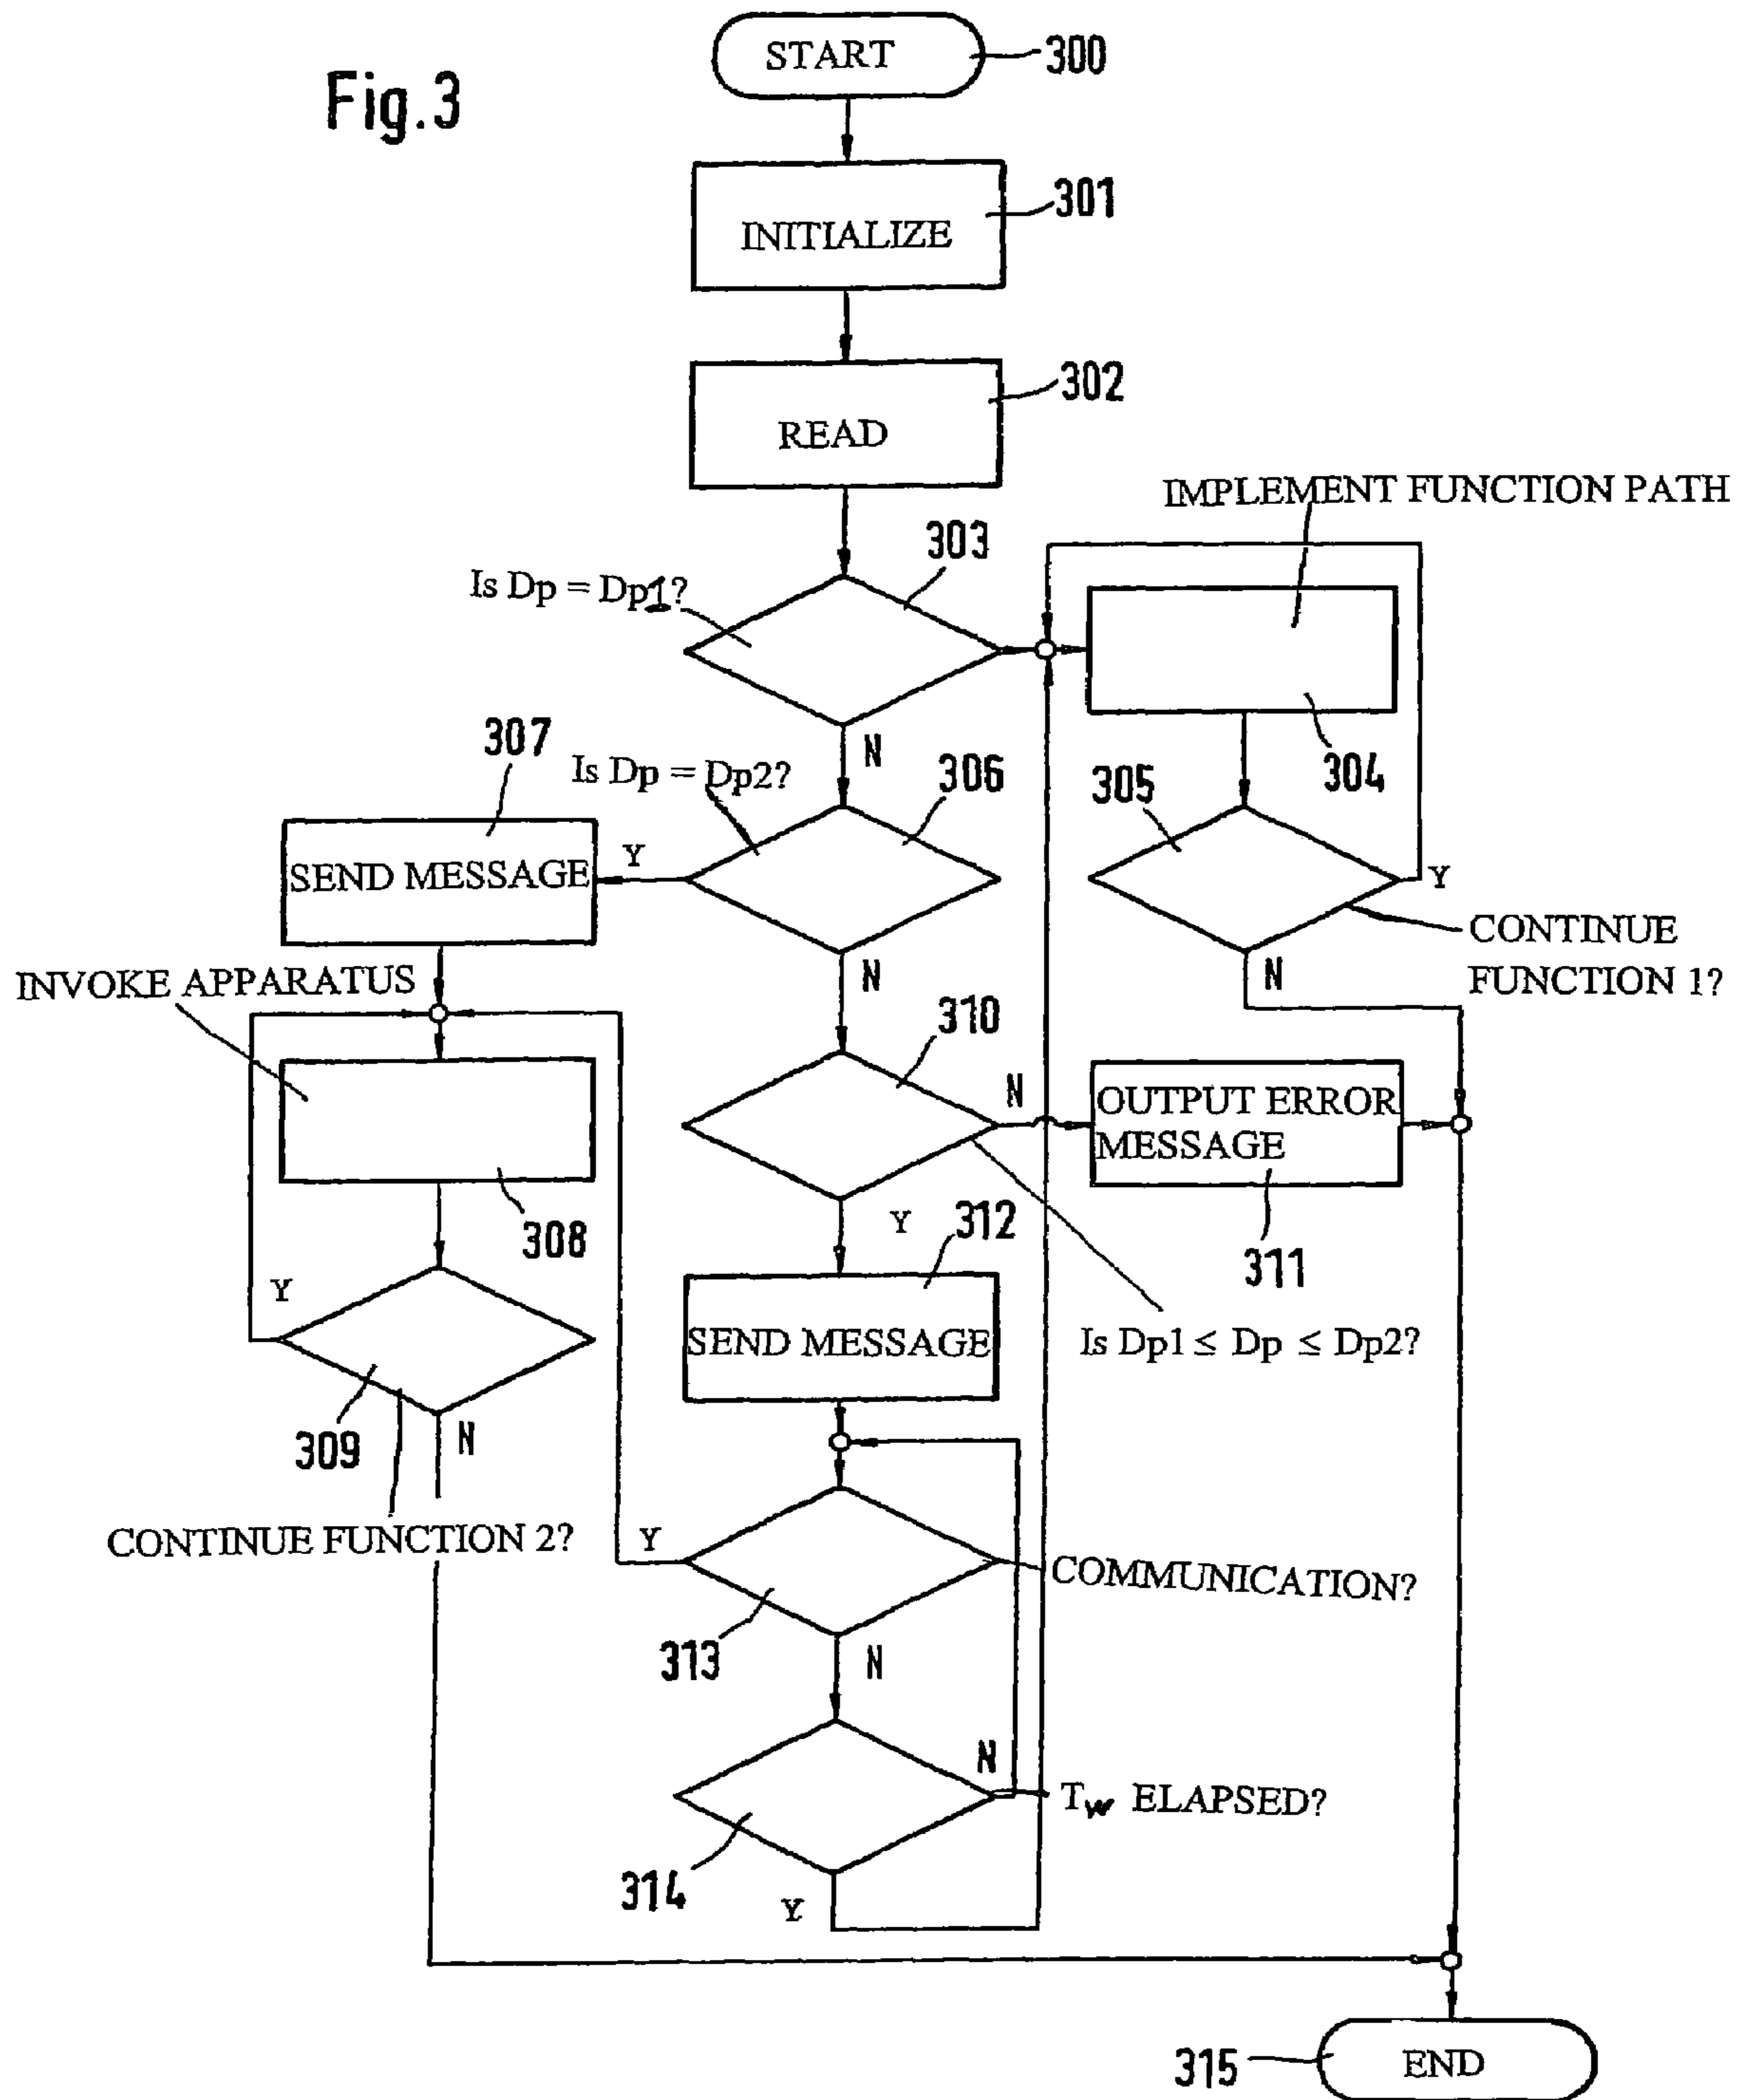 Fig.3
START
300
INITIALIZE
301
READ
302
IMPLEMENT FUNCTION PATH
303
Is Dp = Dp1?
304
N
307
Is Dp = Dp2?
306
305
SEND MESSAGE
Y
Y
CONTINUE
FUNCTION 1?
N
N
INVOKE APPARATUS
310
N
OUTPUT ERROR
MESSAGE
311
308
Y
312
Y
SEND MESSAGE
Is Dp1 ≤ Dp ≤ Dp2?
309
N
CONTINUE FUNCTION 2?
Y
COMMUNICATION?
313
N
N
Tw ELAPSED?
314
Y
315
END